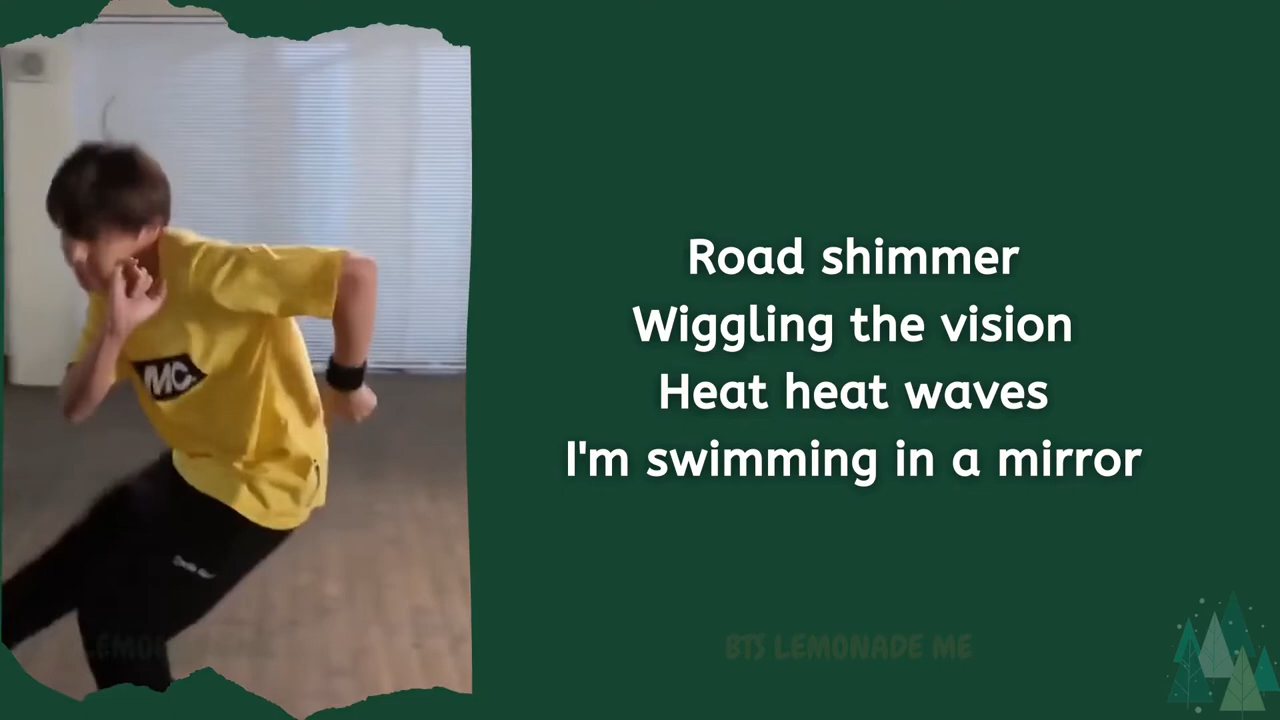 Road shimmer
Wiggling the vision
Heat heat waves
I'm swimming in a mirror
MC
BTS LEMONADE ME